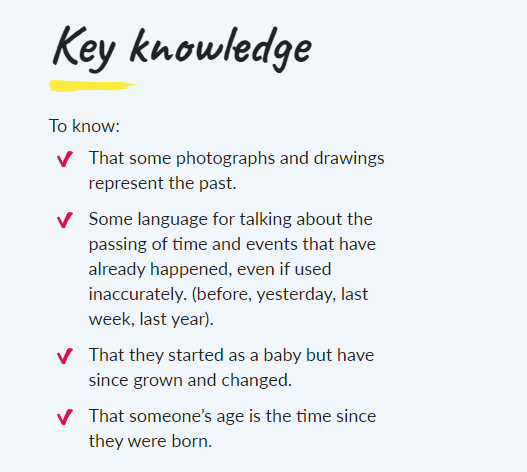 Key knowledge
To know:
That some photographs and drawings
represent the past.
Some language for talking about the
passing of time and events that have
already happened, even if used
inaccurately. (before, yesterday, last
week, last year).
That they started as a baby but have
since grown and changed.
That someone’s age is the time since
they were born.